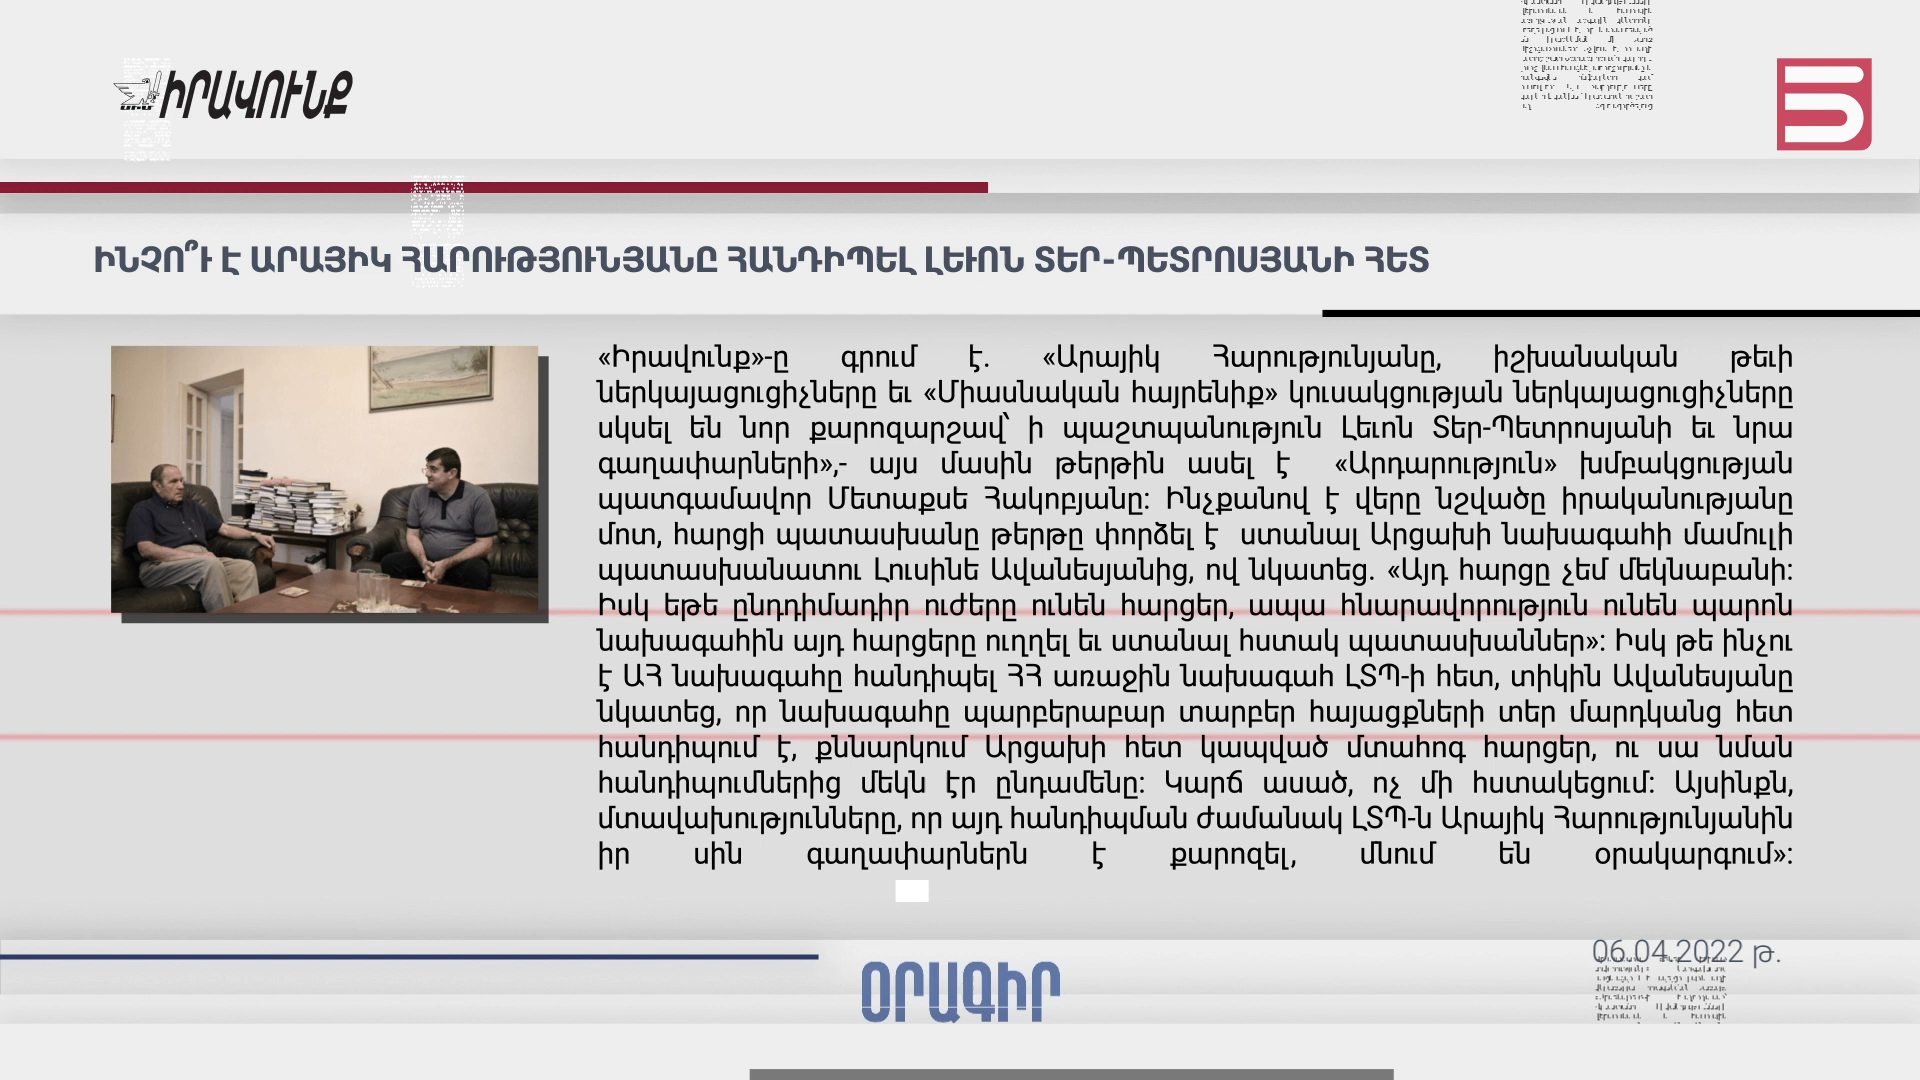 ԻՐԱՎՈՒՆՔ
ԻՆՉՈ՞Ւ Է ԱՐԱՅԻԿ ՀԱՐՈՒԹՅՈՒՆՅԱՆԸ ՀԱՆԴԻՊԵԼ ԼԵՒՈՆ ՏԵՐ-ՊԵՏՐՈՍՅԱՆԻ ՀԵՏ
«Իրավունք»-ը գրում է. «Արայիկ Հարությունյանը, իշխանական թեւի
ներկայացուցիչները եւ «Միասնական հայրենիք» կուսակցության ներկայացուցիչները
սկսել են նոր քարոզարշավ՝ ի պաշտպանություն Լեւոն Տեր-Պետրոսյանի եւ նրա
գաղափարների»,- այս մասին թերթին ասել է «Արդարություն» խմբակցության
պատգամավոր Մետաքսե Հակոբյանը: Ինչքանով է վերը նշվածը իրականությանը
մոտ, հարցի պատասխանը թերթը փորձել է ստանալ Արցախի նախագահի մամուլի
պատասխանատու Լուսինե Ավանեսյանից, ով նկատեց. «Այդ հարցը չեմ մեկնաբանի:
Իսկ եթե ընդդիմադիր ուժերը ունեն հարցեր, ապա հնարավորություն ունեն պարոն
նախագահին այդ հարցերը ուղղել եւ ստանալ հստակ պատասխաններ»: Իսկ թե ինչու
է ԱՀ նախագահը հանդիպել ՀՀ առաջին նախագահ ԼՏՊ-ի հետ, տիկին Ավանեսյանը
նկատեց, որ նախագահը պարբերաբար տարբեր հայացքների տեր մարդկանց հետ
հանդիպում է, քննարկում Արցախի հետ կապված մտահոգ հարցեր, ու սա նման
հանդիպումներից մեկն էր ընդամենը: Կարճ ասած, ոչ մի հստակեցում: Այսինքն,
մտավախությունները, որ այդ հանդիպման ժամանակ ԼՏՊ-ն Արայիկ Հարությունյանին
իր սին գաղափարներն է քարոզել, մնում են օրակարգում»:
06.04.2022 թ.
ՕՐԱԳԻՐ